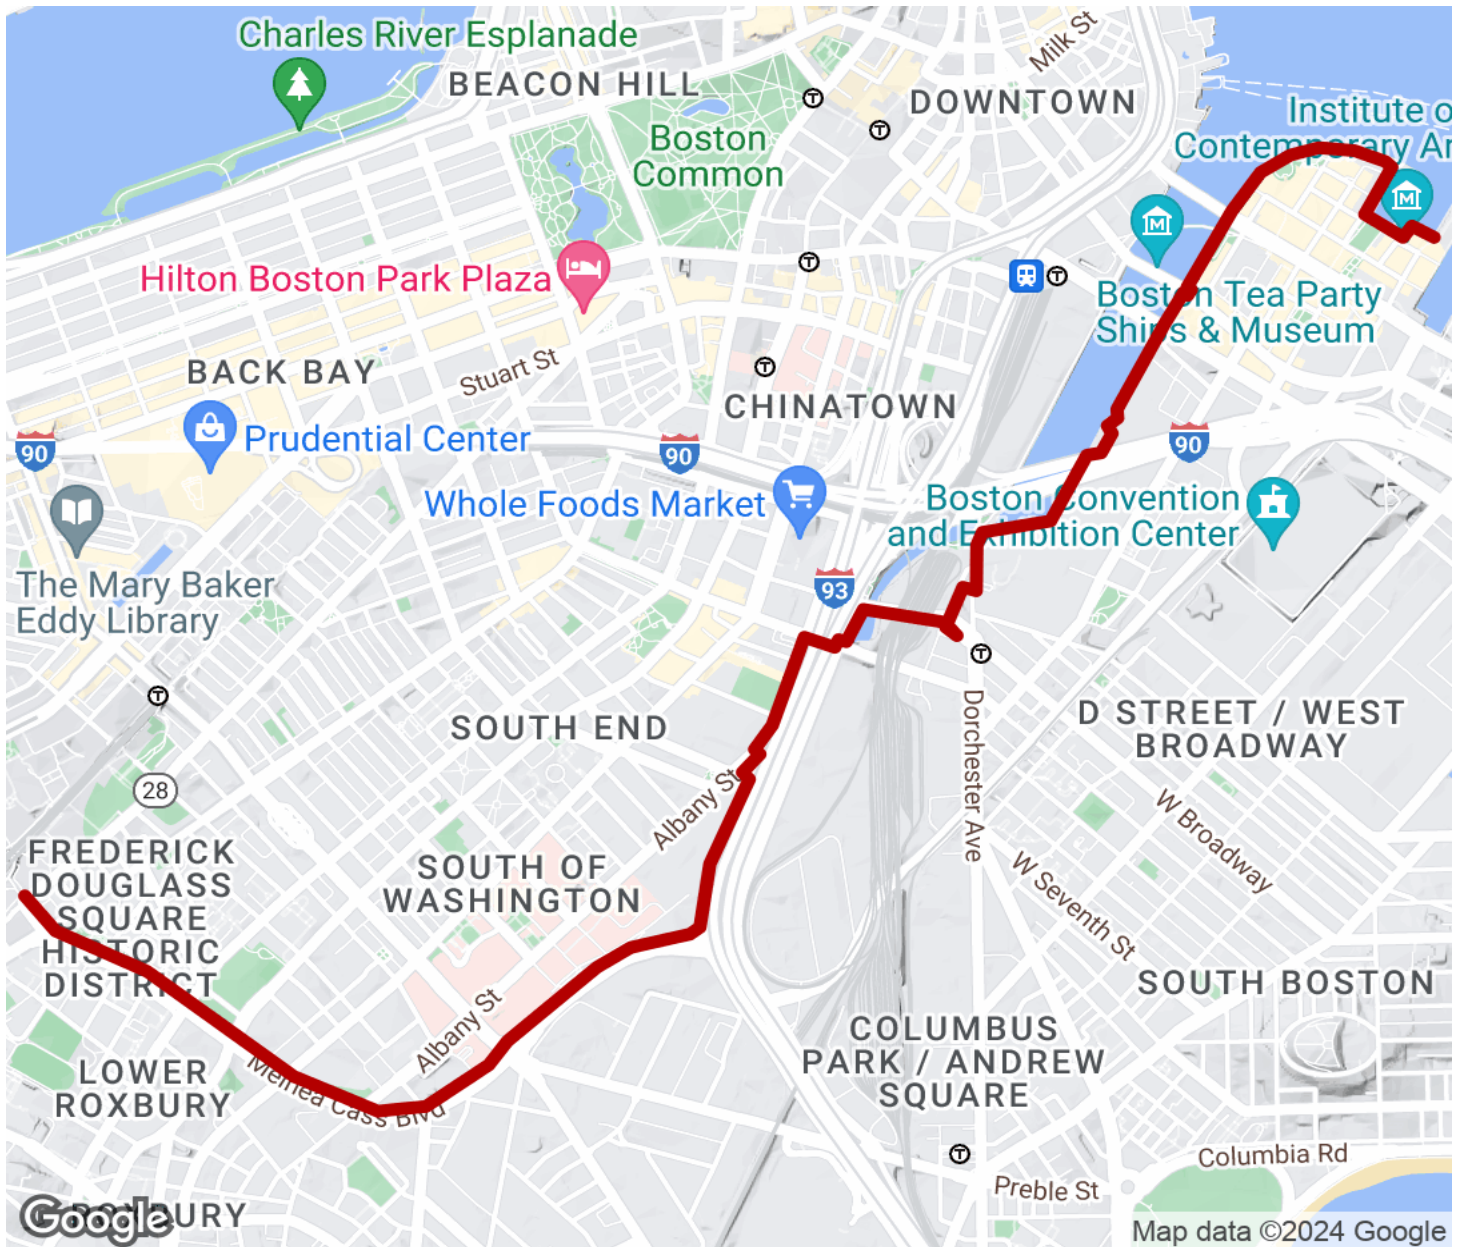 Charles River Esplanade
BEACON HILL
Milk St
DOWNTOWN
Institute o
Contemporary Ar
Boston
Common
Hilton Boston Park Plaza
Boston Tea Party
Ships & Museum
BACK BAY
Stuart St
CHINATOWN
Prudential Center
90
90
90
Whole Foods Market
Boston Convention
and Exhibition Center
The Mary Baker
Eddy Library
93
SOUTH END
D STREET / WEST
BROADWAY
Dorchester Ave
28
Albany St
W Broadway
FREDERICK
DOUGLASS
SQUARE
HISTORIC
DISTRICT
SOUTH OF
WASHINGTON
W Seventh St
SOUTH BOSTON
Albany St
COLUMBUS
PARK / ANDREW
SQUARE
LOWER
ROXBURY
Melnea Cass Blvd
Columbia Rd
Preble St
ROXBURY
Google
Map data ©2024 Google